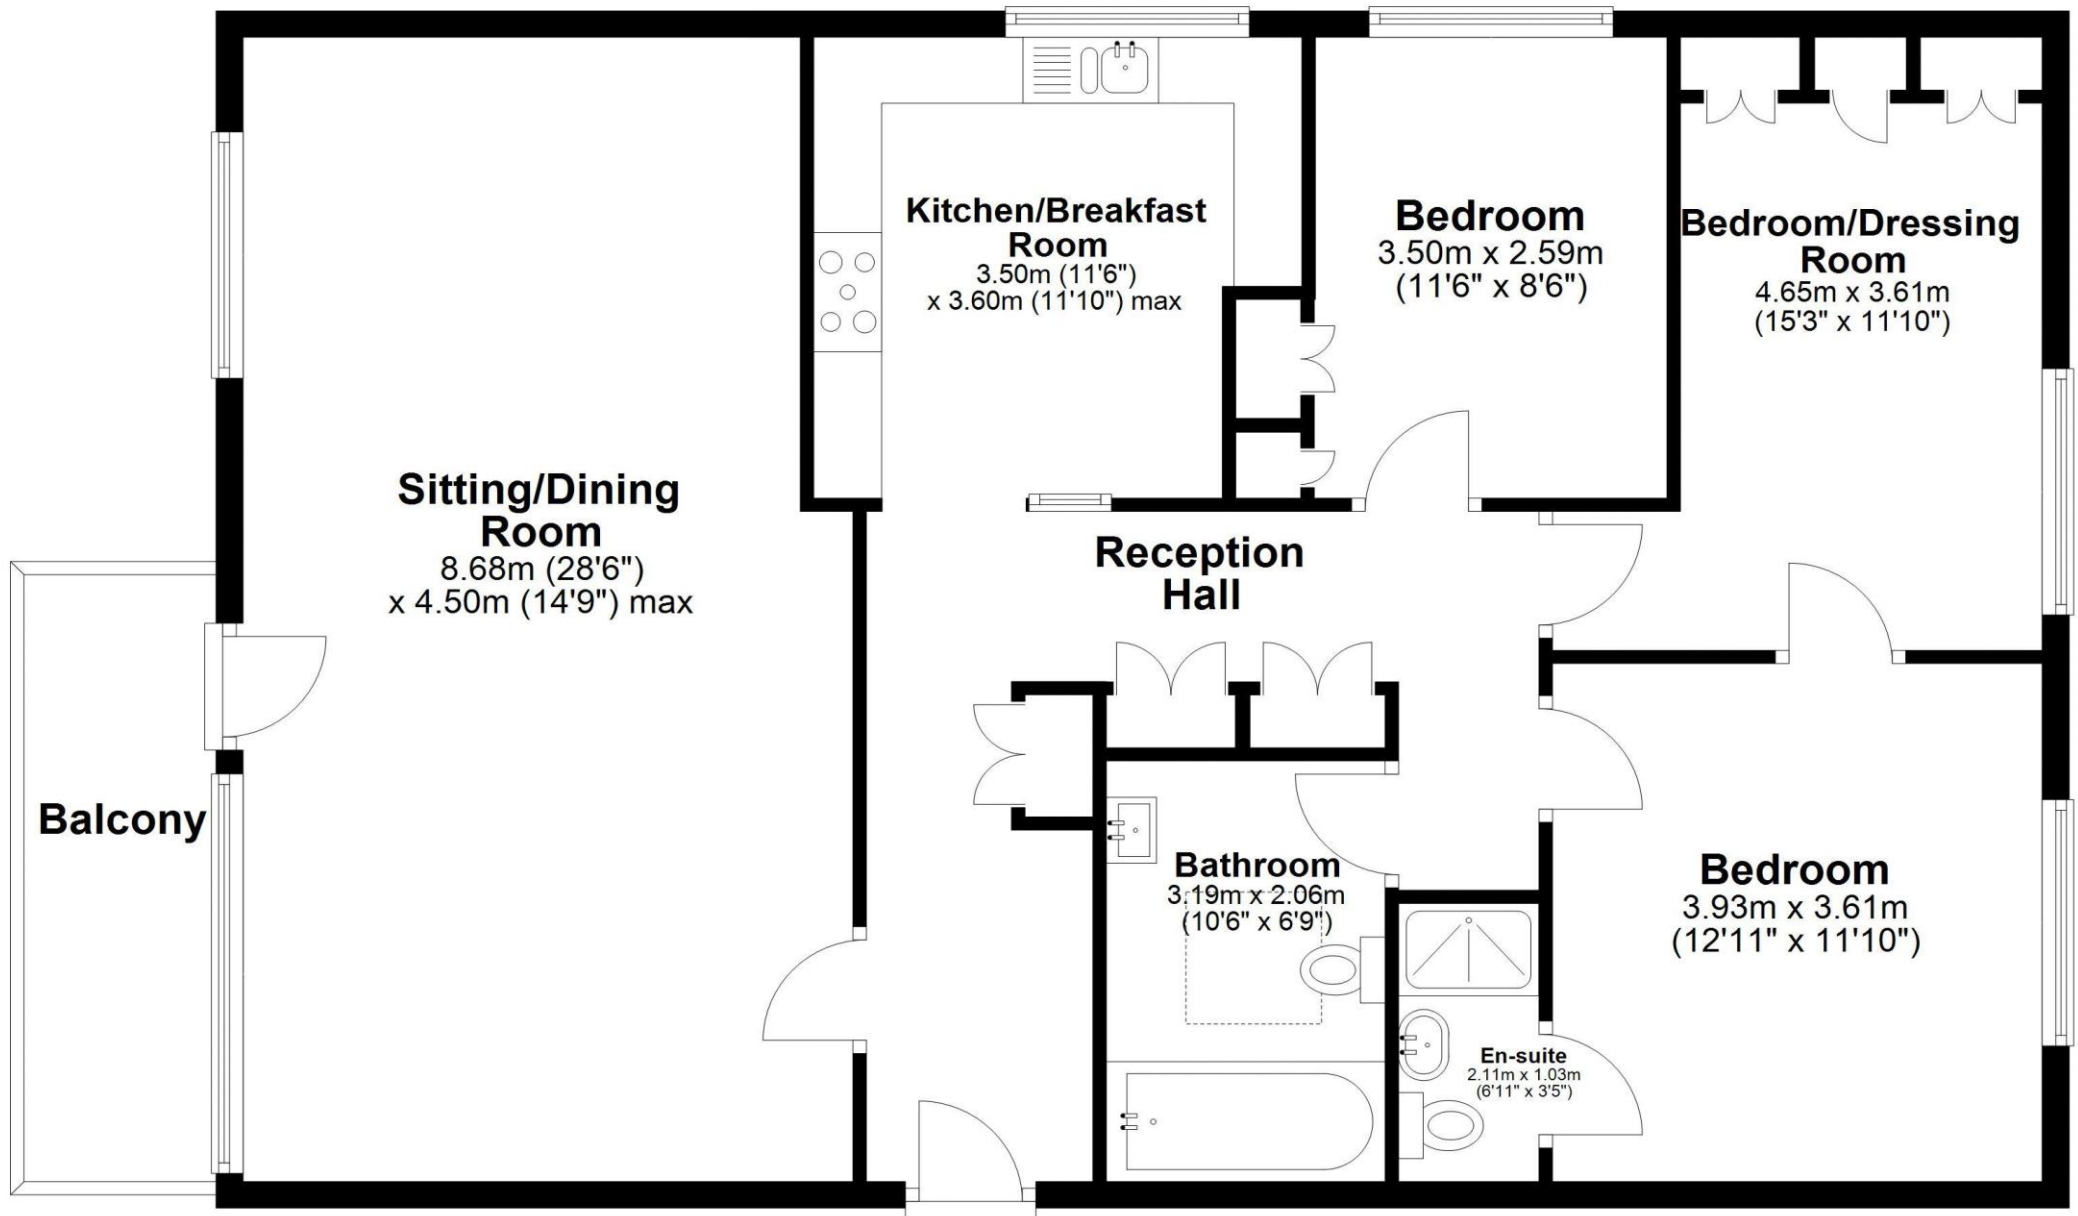 Kitchen/Breakfast
Room
3.50m (11'6")
x 3.60m (11'10") max
Bedroom
3.50m x 2.59m
(11'6" x 8'6")
Bedroom/Dressing
Room
4.65m x 3.61m
(15'3" x 11'10")
Sitting/Dining
Room
8.68m (28'6")
x 4.50m (14'9") max
Reception
Hall
Balcony
Bathroom
3.19m x 2.06m
(10'6" x 6'9")
Bedroom
3.93m x 3.61m
(12'11" x 11'10")
En-suite
2.11m x 1.03m
(6'11" x 3'5")